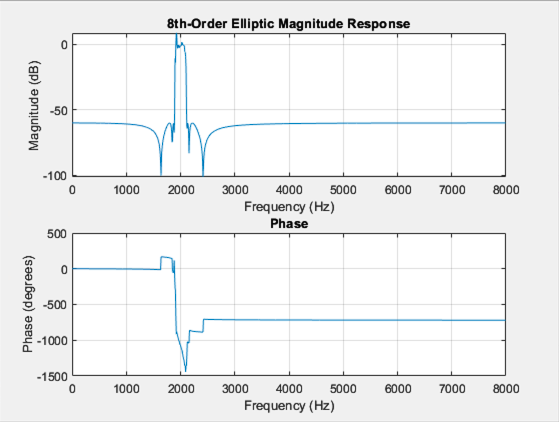 8th-Order Elliptic Magnitude Response
Magnitude (dB)
0
-50
-100
0 1000 2000 3000 4000 5000 6000 7000 8000
Frequency (Hz)
Phase
Phase (degrees)
500
0
-500
-1000
-1500
0 1000 2000 3000 4000 5000 6000 7000 8000
Frequency (Hz)